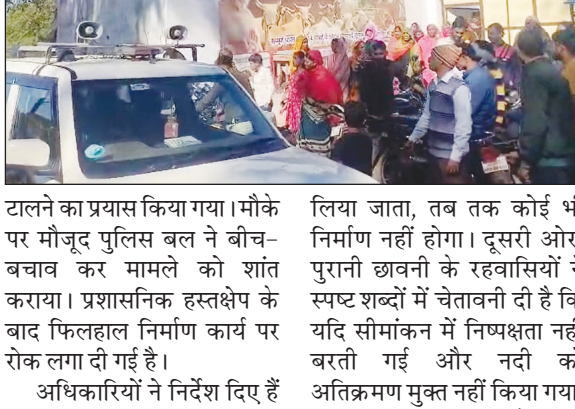 टालने का प्रयास किया गया। मौके
पर मौजूद पुलिस बल ने बीच-
बचाव कर मामले को शांत
कराया। प्रशासनिक हस्तक्षेप के
बाद फिलहाल निर्माण कार्य पर
रोक लगा दी गई है।
अधिकारियों ने निर्देश दिए हैं
लिया जाता, तब तक कोई भी
निर्माण नहीं होगा। दूसरी ओर
पुरानी छावनी के रहवासियों ने
स्पष्ट शब्दों में चेतावनी दी है
यदि सीमांकन में निष्पक्षता नहीं
बरती गई और नदी को
अतिक्रमण मुक्त नहीं किया गया